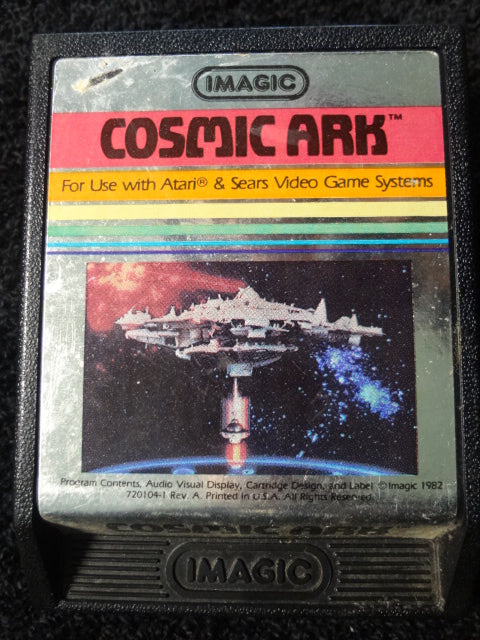 IMAGIC
COSMIC ARK™
For Use with Atari® & Sears Video Game Systems
Program Contents, Audio Visual Display, Cartridge Design, and Label © Imagic 1982
720104-1 Rev. A. Printed in U.S.A. All Rights Reserved.
COSMIC ARK
IMAGIC